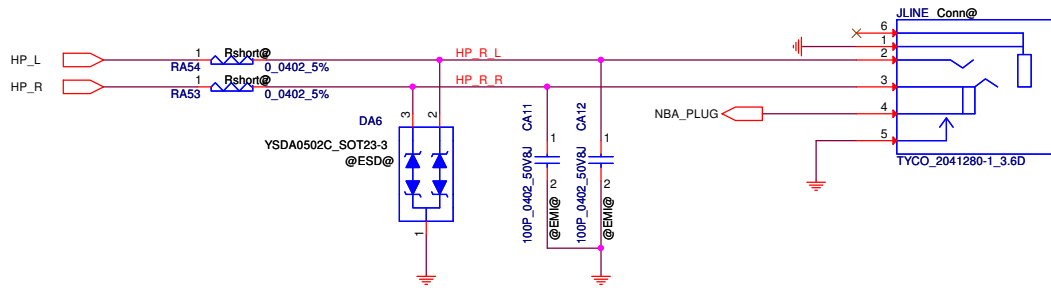 JLINE Conn@
6
1
HP_L
1
Rshort@
HP_R_L
2
RA54
0_0402_5%
HP_R
1
Rshort@
HP_R_R
3
RA53
0_0402_5%
NBA_PLUG
4
5
TYCO_2041280-1_3.6D
DA6
3
2
YSDA0502C_SOT23-3
@ESD@
1
CA11
1
2
100P_0402_50V8J
@EMI@
CA12
1
2
100P_0402_50V8J
@EMI@